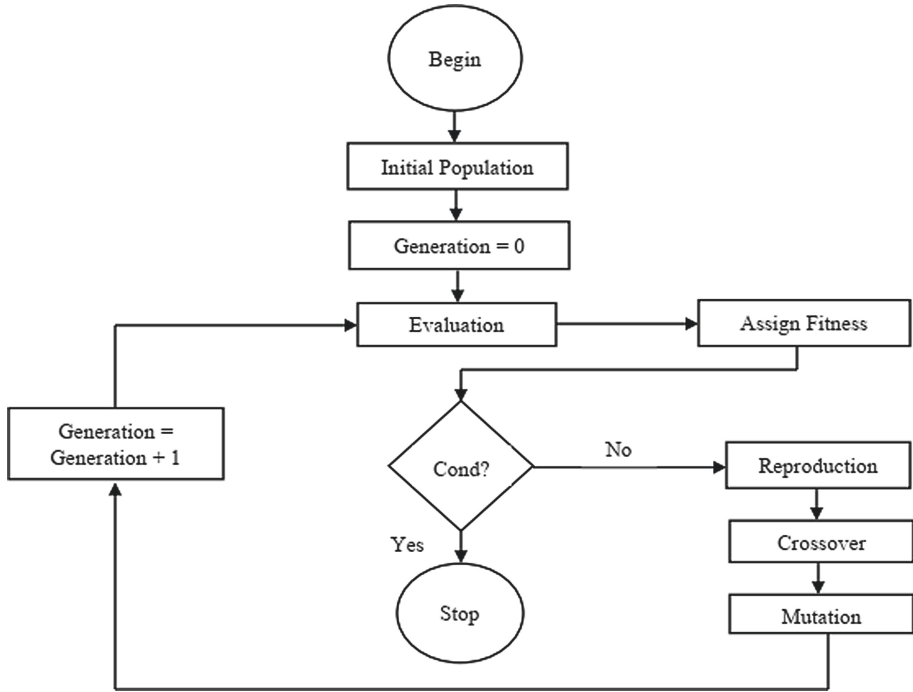 Begin
Initial Population
Generation = 0
Evaluation
Assign Fitness
Generation =
Generation + 1
Cond?
No
Reproduction
Yes
Crossover
Stop
Mutation